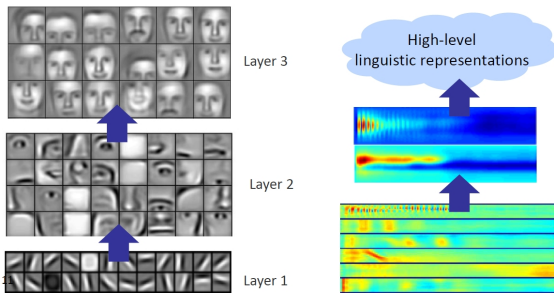 Layer 3
Layer 2
Layer 1
High-level
linguistic representations